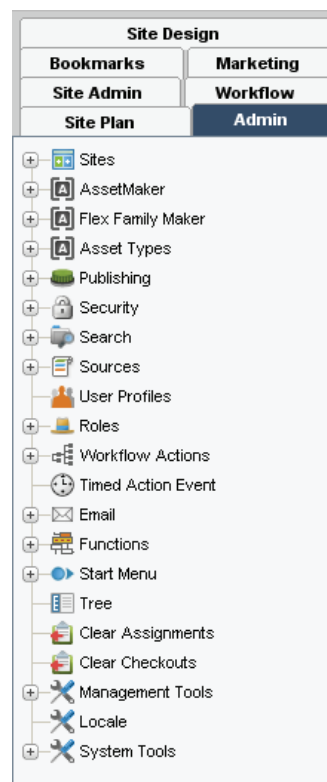 Site Design
Bookmarks
Marketing
Site Admin
Workflow
Site Plan
Admin
Sites
AssetMaker
Flex Family Maker
Asset Types
Publishing
Security
Search
Sources
User Profiles
Roles
Workflow Actions
Timed Action Event
Email
Functions
Start Menu
Tree
Clear Assignments
Clear Checkouts
Management Tools
Locale
System Tools